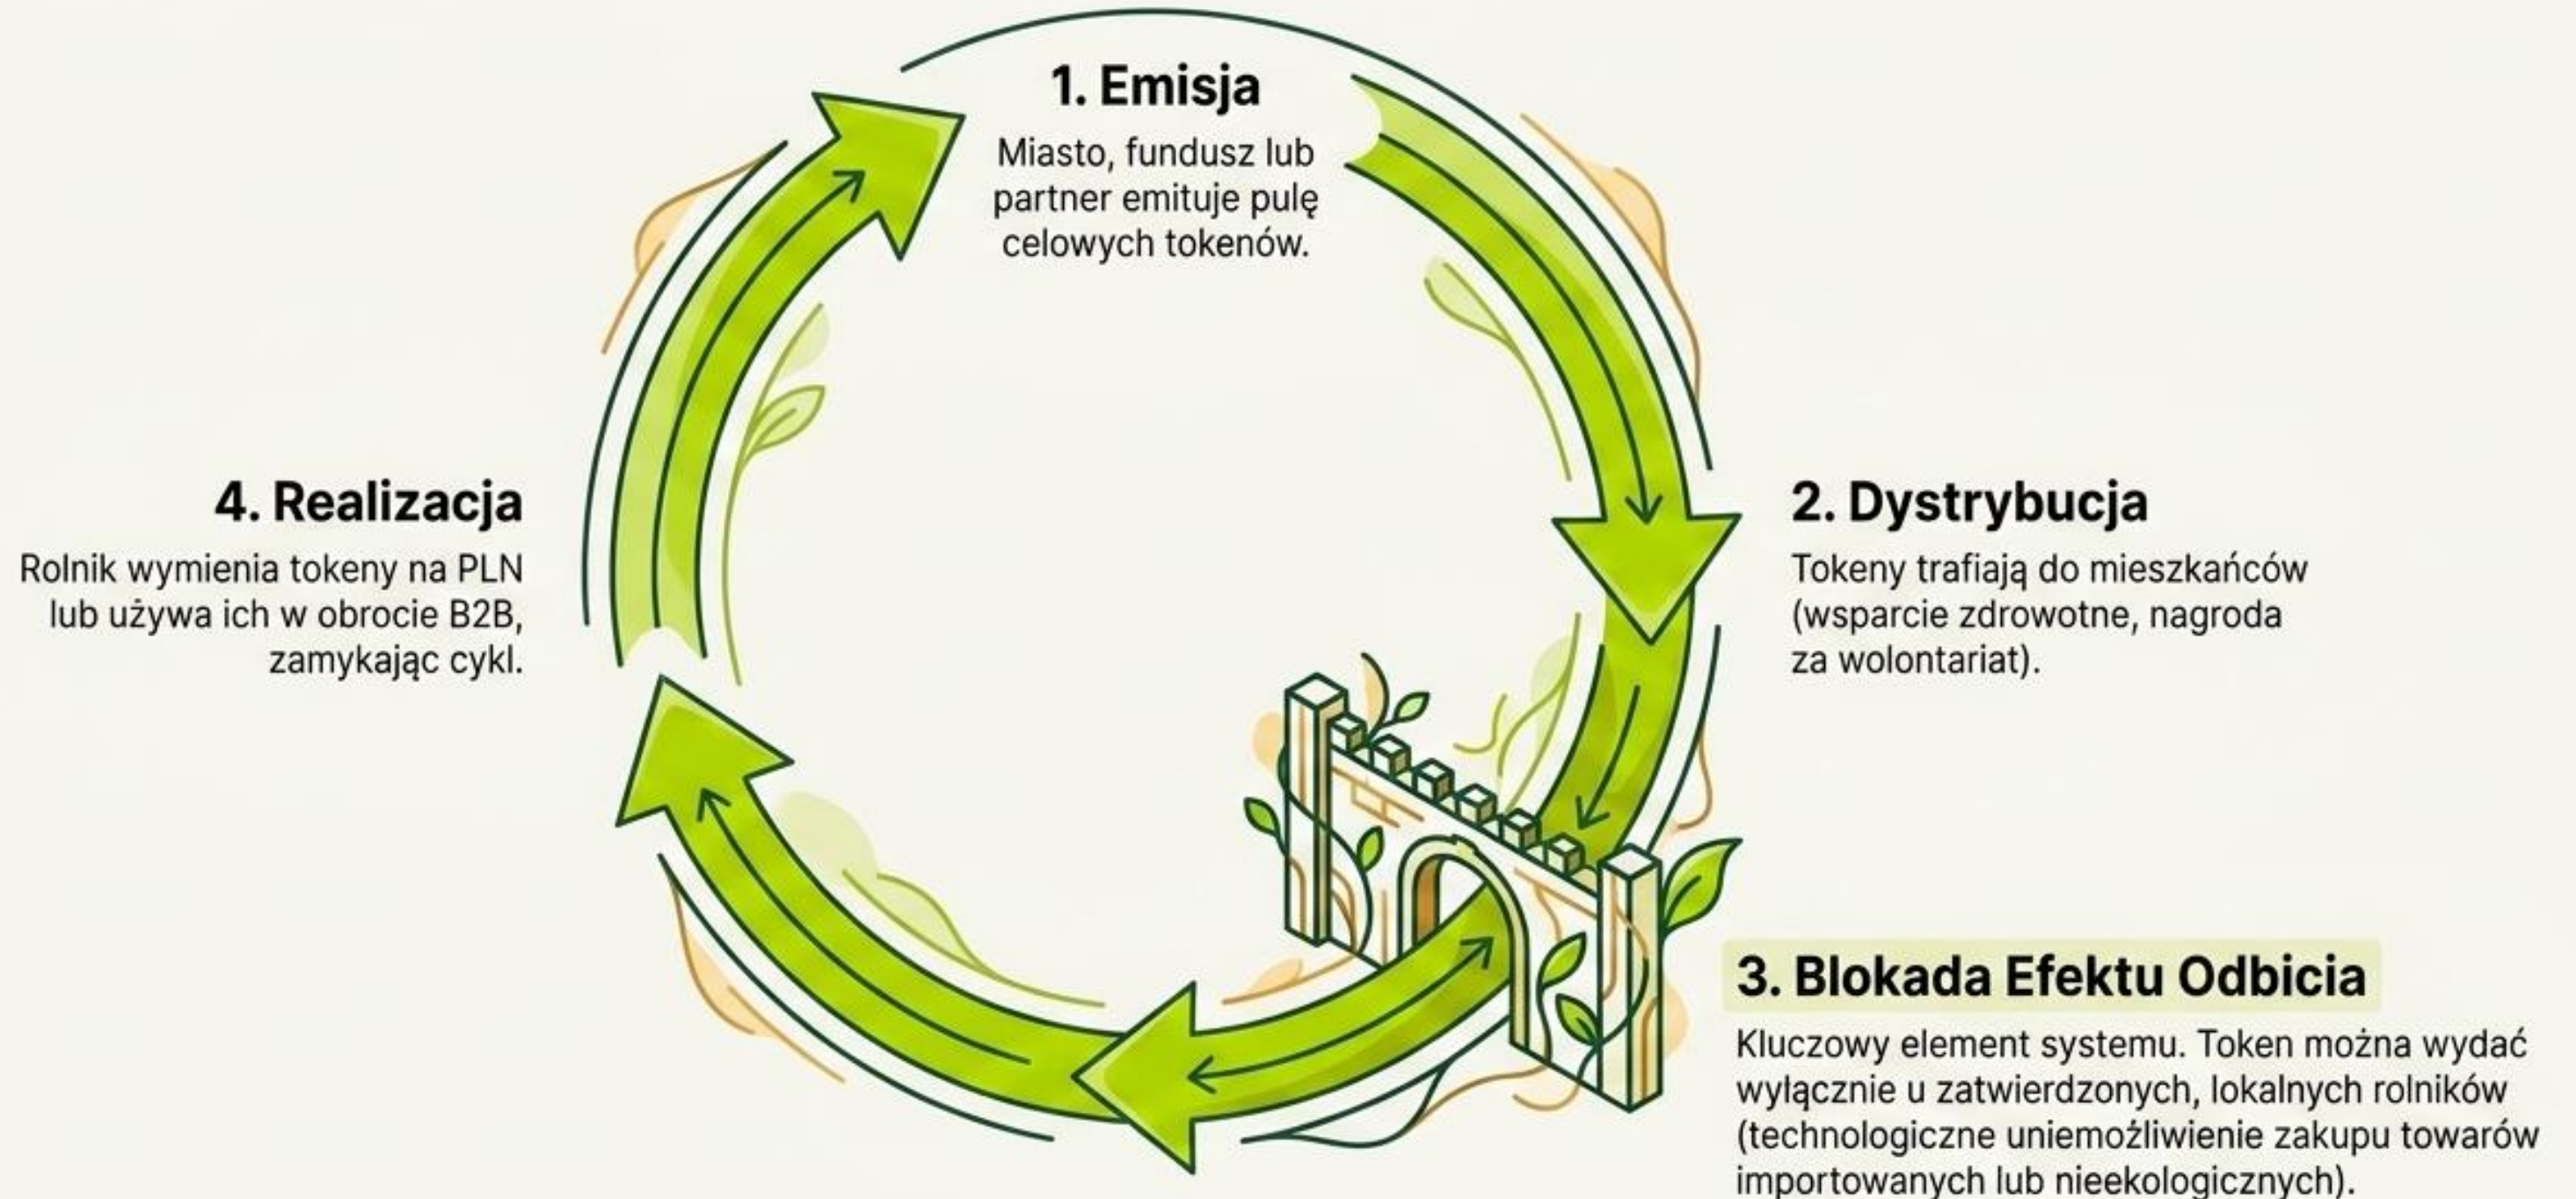 1. Emisja
Miasto, fundusz lub
partner emituje pulę
celowych tokenów.
2. Dystrybucja
Tokeny trafiają do mieszkańców
(wsparcie zdrowotne, nagroda
za wolontariat).
3. Blokada Efektu Odbicia
Kluczowy element systemu. Token można wydać
wyłącznie u zatwierdzonych, lokalnych rolników
(technologiczne uniemożliwienie zakupu towarów
importowanych lub nieekologicznych).
4. Realizacja
Rolnik wymienia tokeny na PLN
lub używa ich w obrocie B2B,
zamykając cykl.